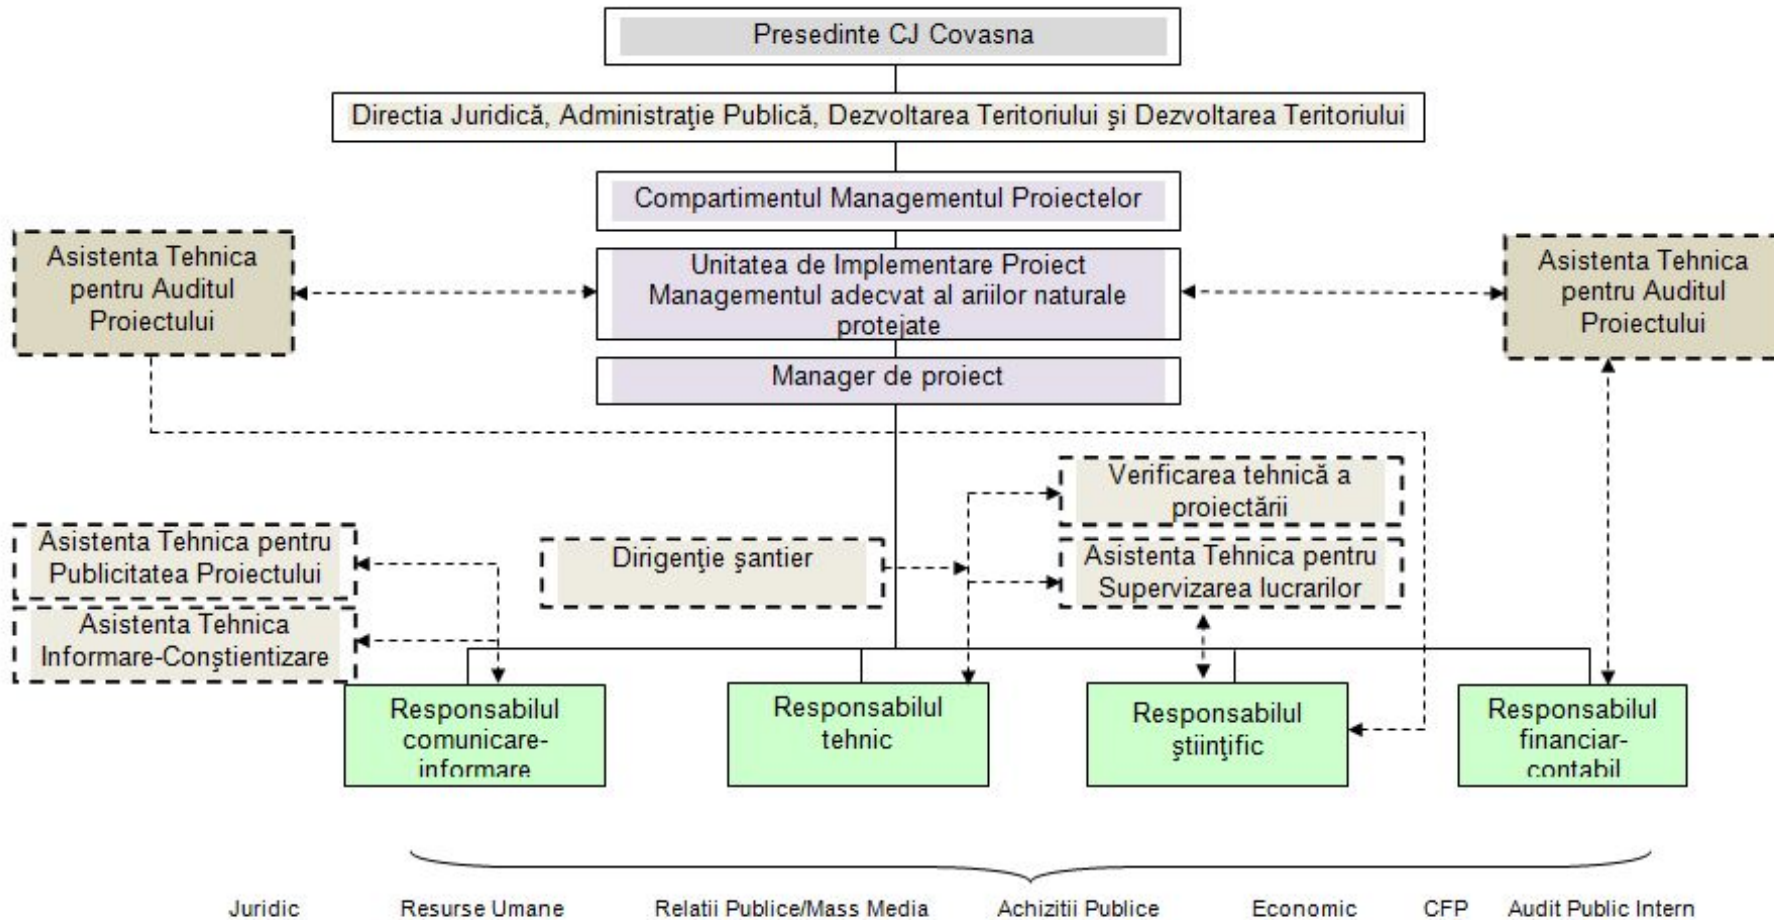 Presedinte CJ Covasna
Directia Juridică, Administraţie Publică, Dezvoltarea Teritoriului şi Dezvoltarea Teritoriului
Compartimentul Managementul Proiectelor
Asistenta Tehnica
pentru Auditul
Proiectului
Unitatea de Implementare Proiect
Managementul adecvat al ariilor naturale
protejate
Asistenta Tehnica
pentru Auditul
Proiectului
Manager de proiect
Verificarea tehnică a
proiectării
Asistenta Tehnica pentru
Publicitatea Proiectului
Dirigenţie şantier
Asistenta Tehnica pentru
Supervizarea lucrarilor
Asistenta Tehnica
Informare-Conştientizare
Responsabilul
comunicare-
informare
Responsabilul
tehnic
Responsabilul
ştiinţific
Responsabilul
financiar-
contabil
Juridic Resurse Umane Relatii Publice/Mass Media Achizitii Publice Economic CFP Audit Public Intern